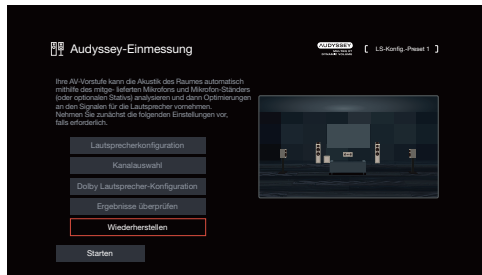 Audyssey-Einmessung
AUDYSSEY
LS-Konfig.-Preset 1
Ihre AV-Vorstufe kann die Akustik des Raumes automatisch
mithilfe des mitge- lieferten Mikrofons und Mikrofon-Ständers
(oder optionalen Stativs) analysieren und dann Optimierungen
an den Signalen für die Lautsprecher vornehmen.
Nehmen Sie zunächst die folgenden Einstellungen vor,
falls erforderlich.
Lautsprecherkonfiguration
Kanalauswahl
Dolby Lautsprecher-Konfiguration
Ergebnisse überprüfen
Wiederherstellen
Starten